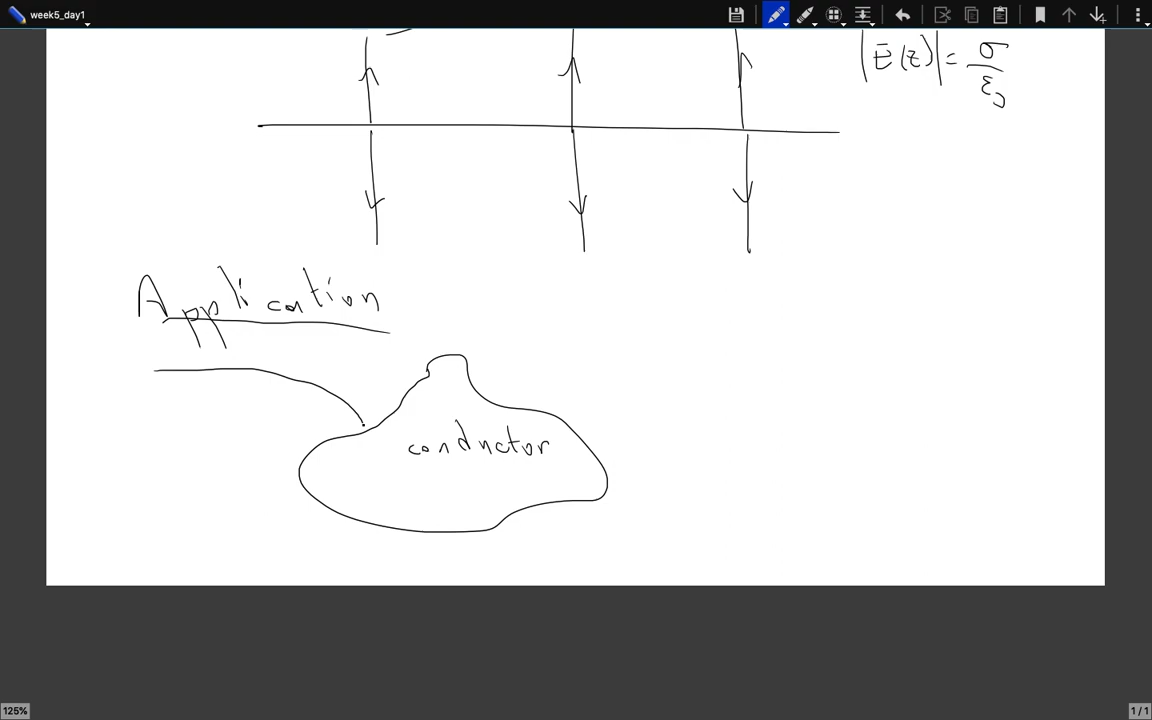 week5_day1
|E(z)| = σ/ε₀
Application
conductor
125%
1/1